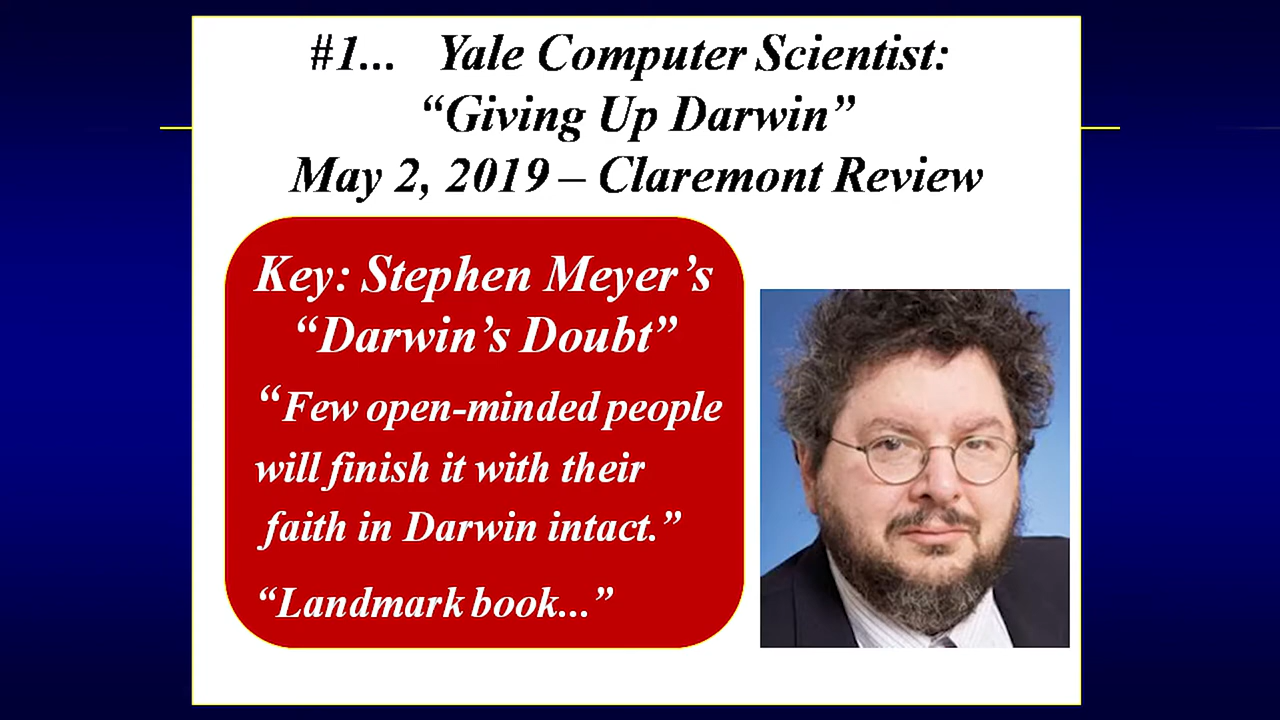 #1... Yale Computer Scientist:
“Giving Up Darwin”
May 2, 2019 – Claremont Review
Key: Stephen Meyer’s
“Darwin’s Doubt”
“Few open-minded people
will finish it with their
faith in Darwin intact.”
“Landmark book...”